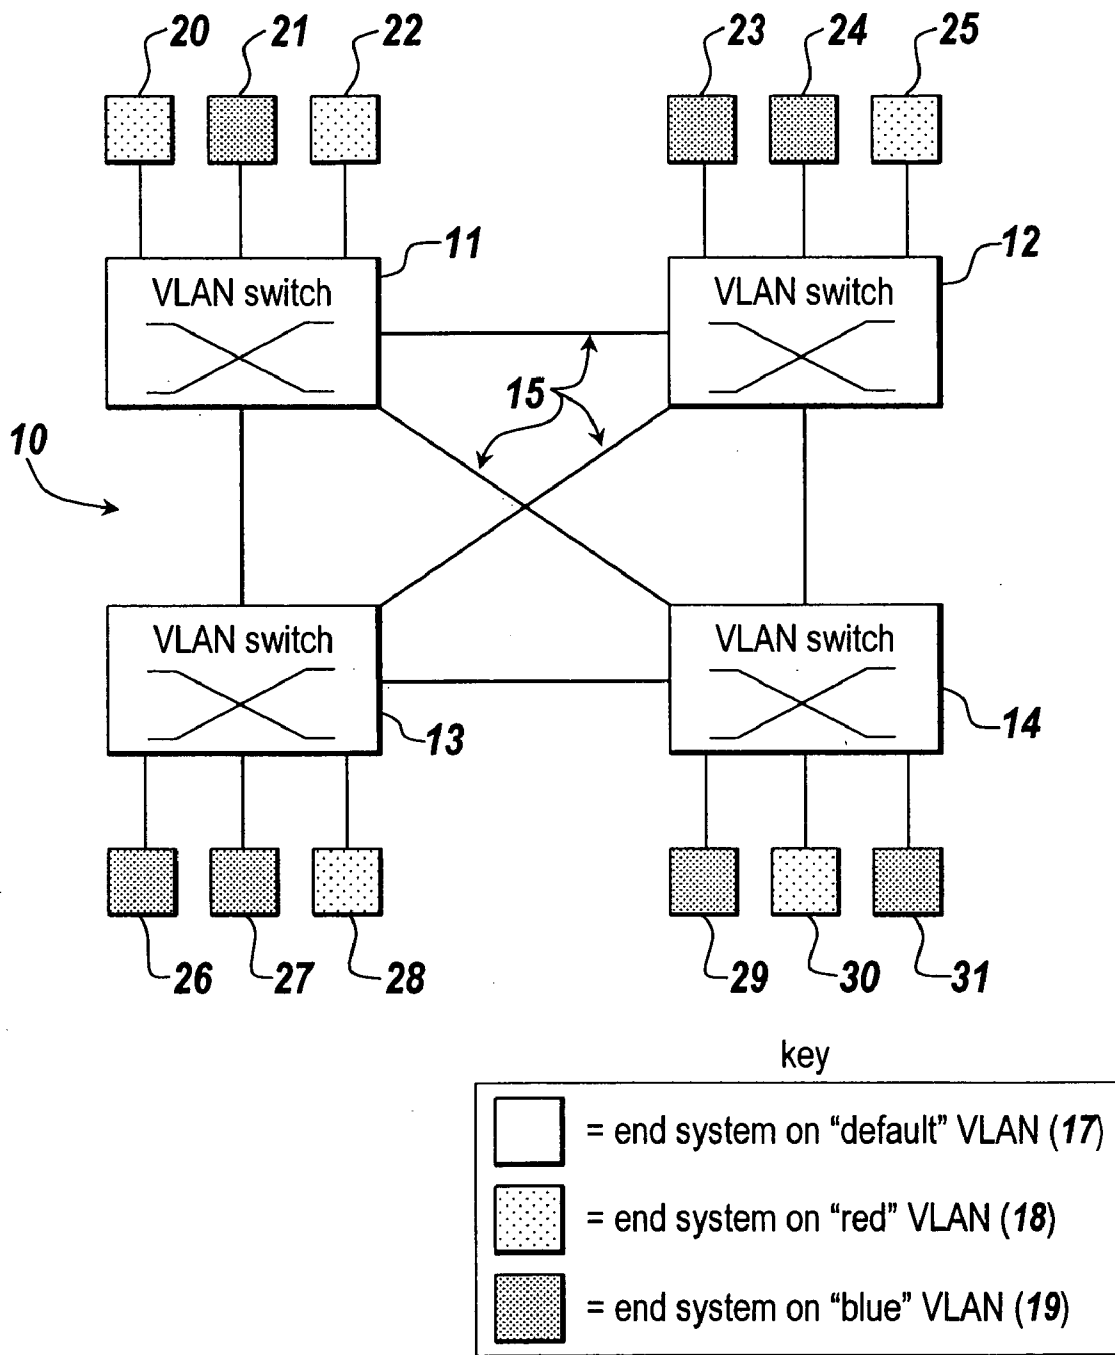 20 21 22 23 24 25
11 12
VLAN switch VLAN switch
15
10
VLAN switch VLAN switch
13 14
26 27 28 29 30 31
key
= end system on “default” VLAN (17)
= end system on “red” VLAN (18)
= end system on “blue” VLAN (19)